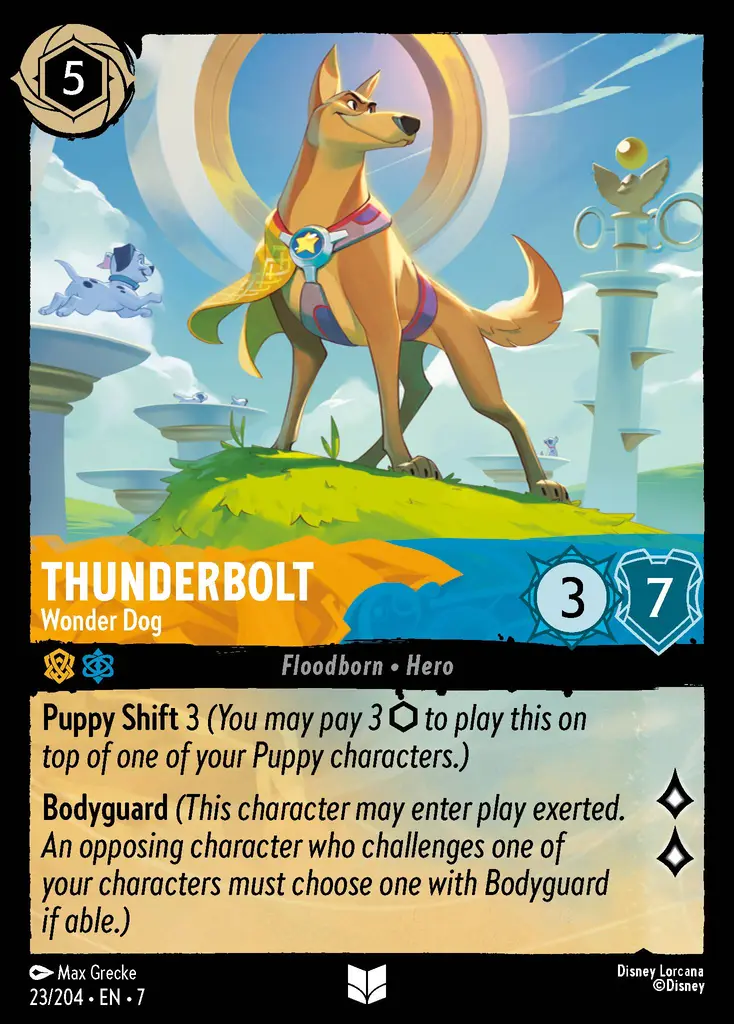 5
THUNDERBOLT
Wonder Dog
3
7
Floodborn • Hero
Puppy Shift 3 (You may pay 3 ⬡ to play this on
top of one of your Puppy characters.)
Bodyguard (This character may enter play exerted.
An opposing character who challenges one of
your characters must choose one with Bodyguard
if able.)
Max Grecke
23/204 • EN • 7
Disney Lorcana
©Disney